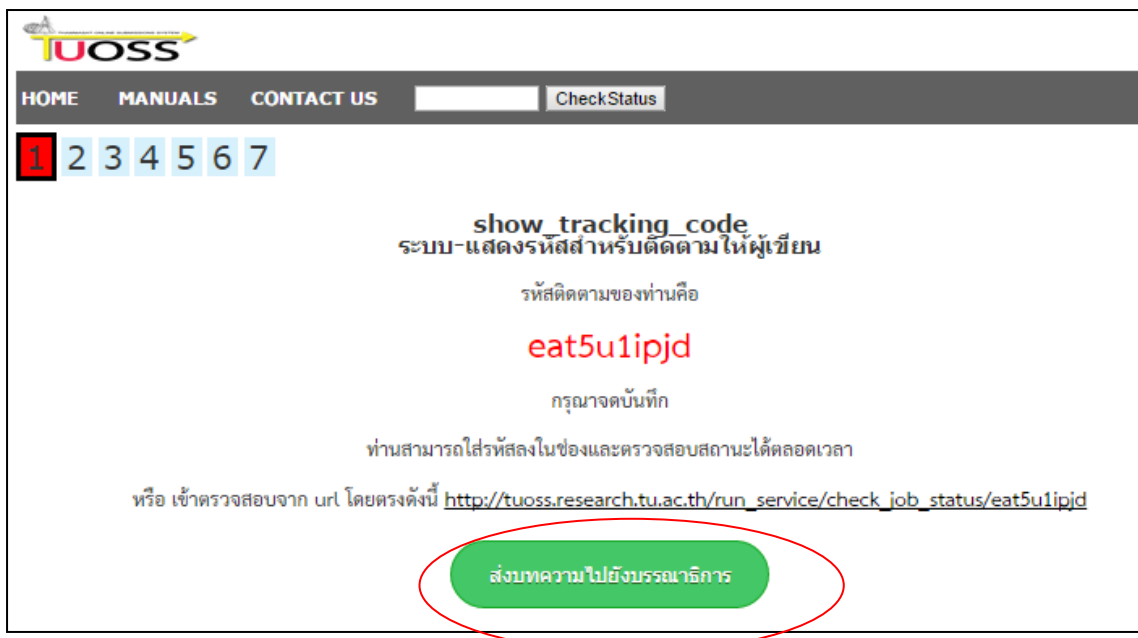 THAMMASAT ONLINE SUBMISSION SYSTEM
TUOSS
HOME MANUALS CONTACT US CheckStatus
1 2 3 4 5 6 7
show_tracking_code
ระบบ-แสดงรหัสสำหรับติดตามให้ผู้เขียน
รหัสติดตามของท่านคือ
eat5u1ipjd
กรุณาจดบันทึก
ท่านสามารถใส่รหัสลงในช่องและตรวจสอบสถานะได้ตลอดเวลา
หรือ เข้าตรวจสอบจาก url โดยตรงดังนี้ http://tuoss.research.tu.ac.th/run_service/check_job_status/eat5u1ipjd
ส่งบทความไปยังบรรณาธิการ